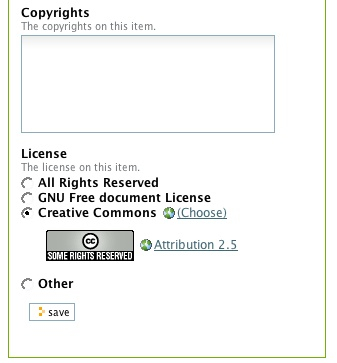 Copyrights
The copyrights on this item.
License
The license on this item.
All Rights Reserved
GNU Free document License
Creative Commons (Choose)
cc
SOME RIGHTS RESERVED
Attribution 2.5
Other
save